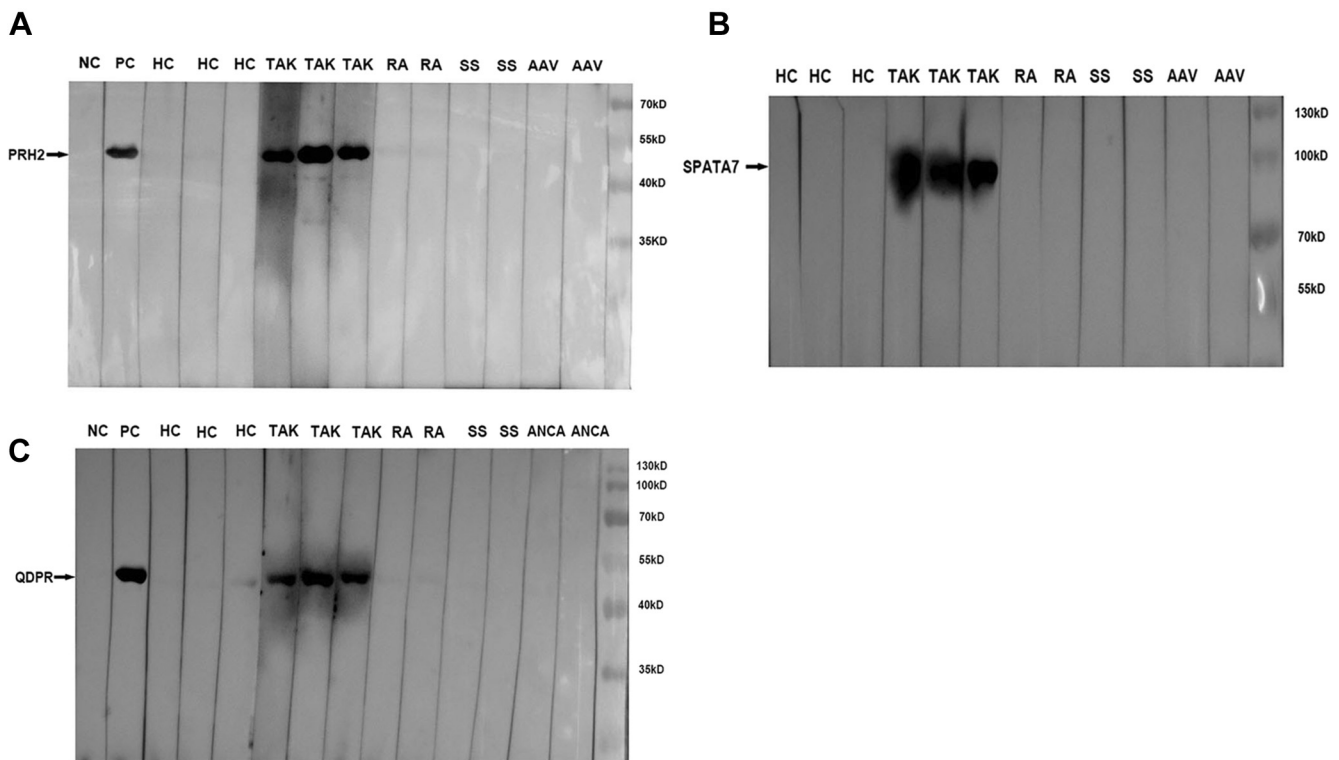 A
NC PC HC HC HC TAK TAK TAK RA RA SS SS AAV AAV
70kD
55kD
PRH2
40kD
35KD
B
HC HC HC TAK TAK TAK RA RA SS SS AAV AAV
130kD
100kD
SPATA7
70kD
55kD
C
NC PC HC HC HC TAK TAK TAK RA RA SS SS ANCA ANCA
130kD
100kD
70kD
55kD
QDPR
40kD
35kD